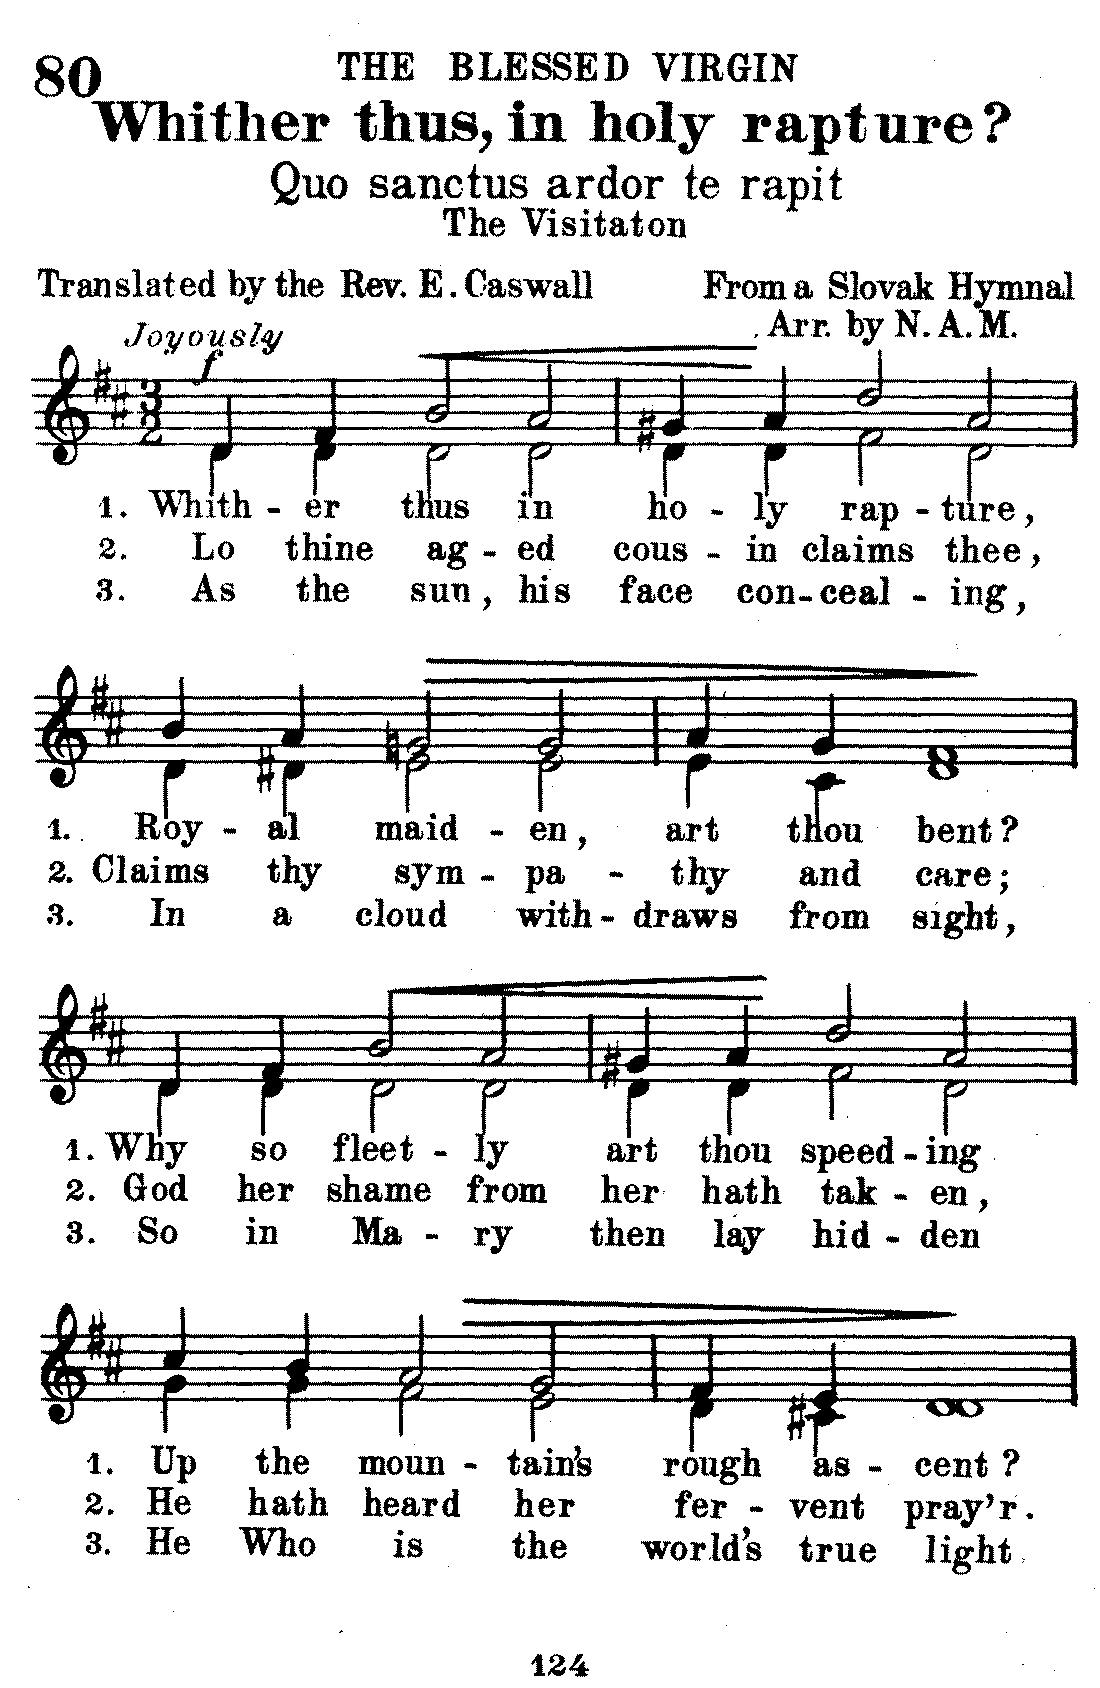 80
THE BLESSED VIRGIN
Whither thus, in holy rapture?
Quo sanctus ardor te rapit
The Visitaton
Translated by the Rev. E. Caswall
From a Slovak Hymnal
Arr. by N. A. M.
Joyously
f
1. Whith - er thus in ho - ly rap - ture,
2. Lo thine ag - ed cous - in claims thee,
3. As the sun, his face con - ceal - ing,
1. Roy - al maid - en, art thou bent?
2. Claims thy sym - pa - thy and care;
3. In a cloud with - draws from sight,
1. Why so fleet - ly art thou speed - ing
2. God her shame from her hath tak - en,
3. So in Ma - ry then lay hid - den
1. Up the moun - tain's rough as - cent?
2. He hath heard her fer - vent pray'r.
3. He Who is the world's true light
124